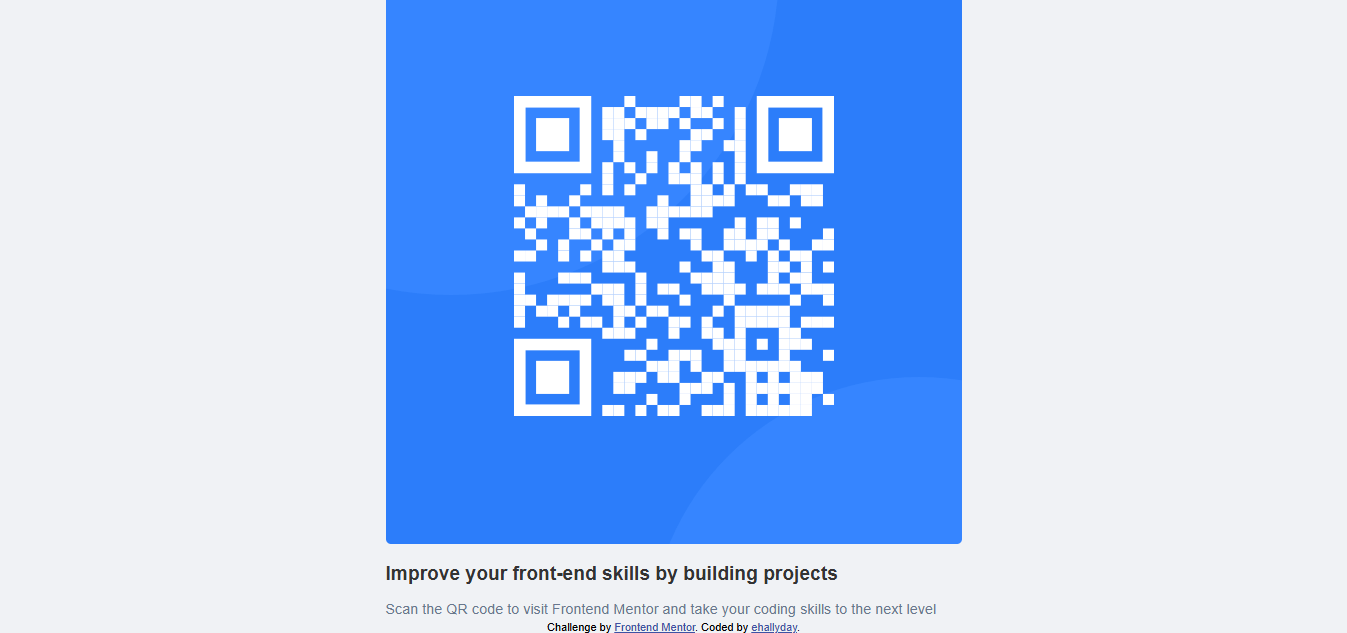 Improve your front-end skills by building projects
Scan the QR code to visit Frontend Mentor and take your coding skills to the next level
Challenge by Frontend Mentor. Coded by ehallyday.